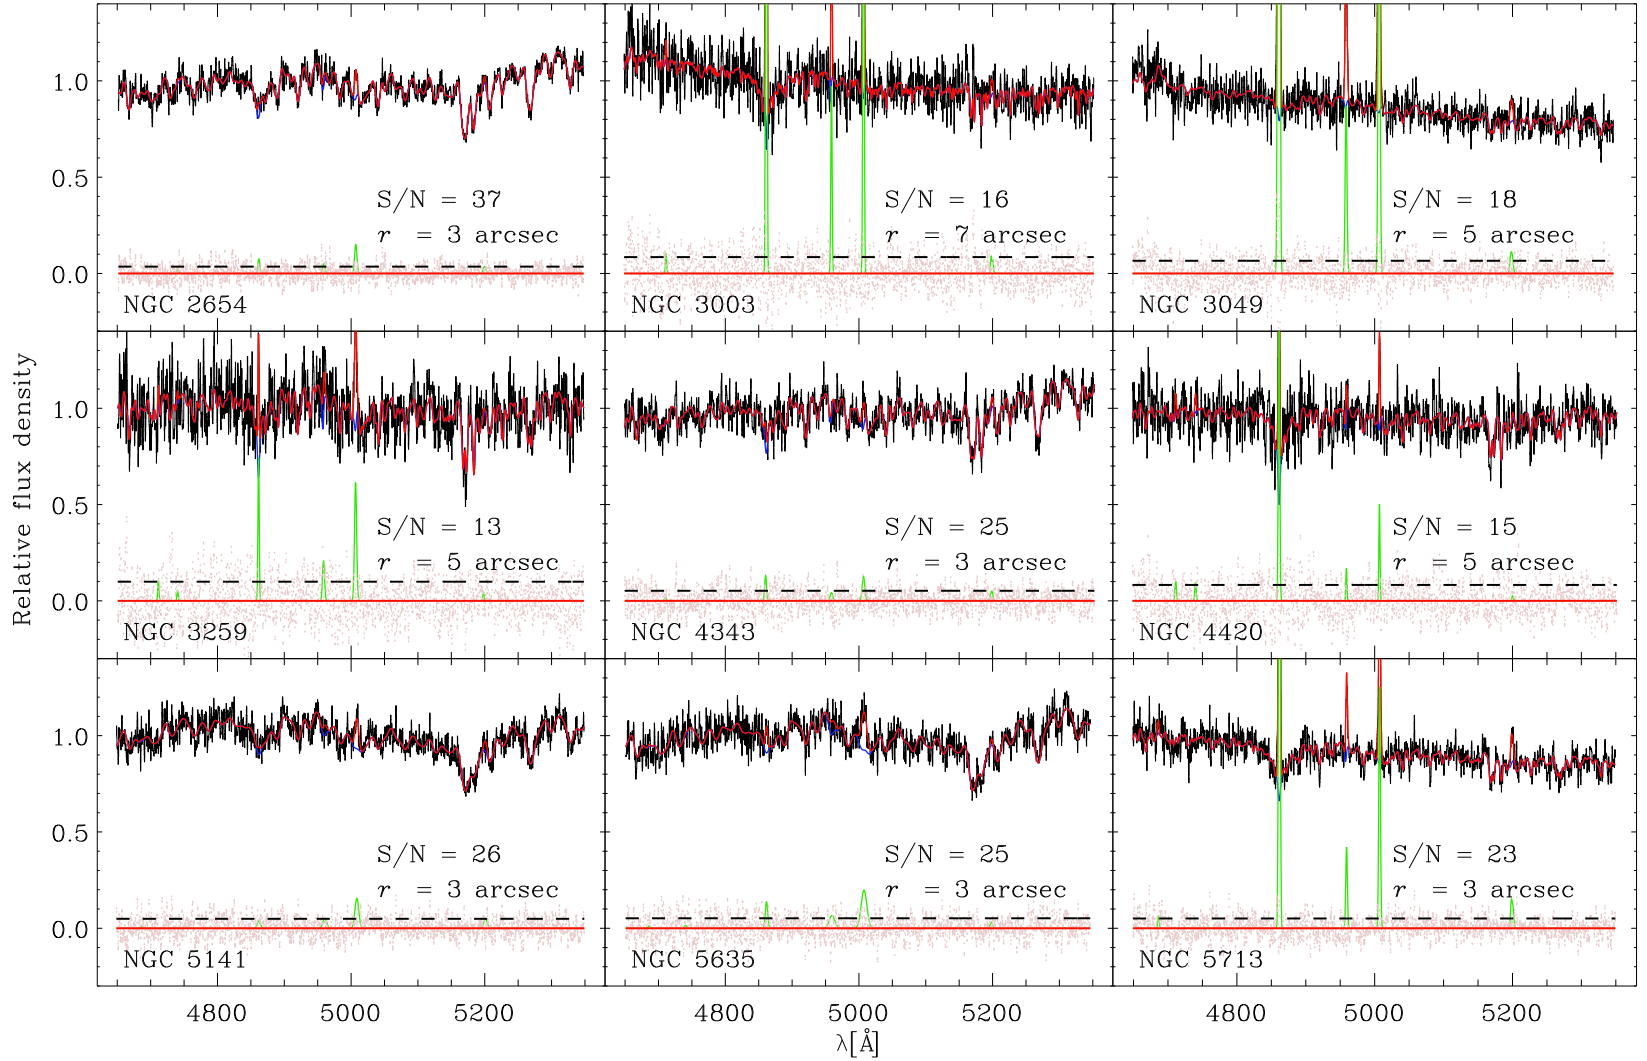 Relative flux density
1.0
0.5
0.0
S/N = 37
r = 3 arcsec
NGC 2654
S/N = 16
r = 7 arcsec
NGC 3003
S/N = 18
r = 5 arcsec
NGC 3049
1.0
0.5
0.0
S/N = 13
r = 5 arcsec
NGC 3259
S/N = 25
r = 3 arcsec
NGC 4343
S/N = 15
r = 5 arcsec
NGC 4420
1.0
0.5
0.0
S/N = 26
r = 3 arcsec
NGC 5141
S/N = 25
r = 3 arcsec
NGC 5635
S/N = 23
r = 3 arcsec
NGC 5713
4800 5000 5200 4800 5000 5200 4800 5000 5200
λ[Å]